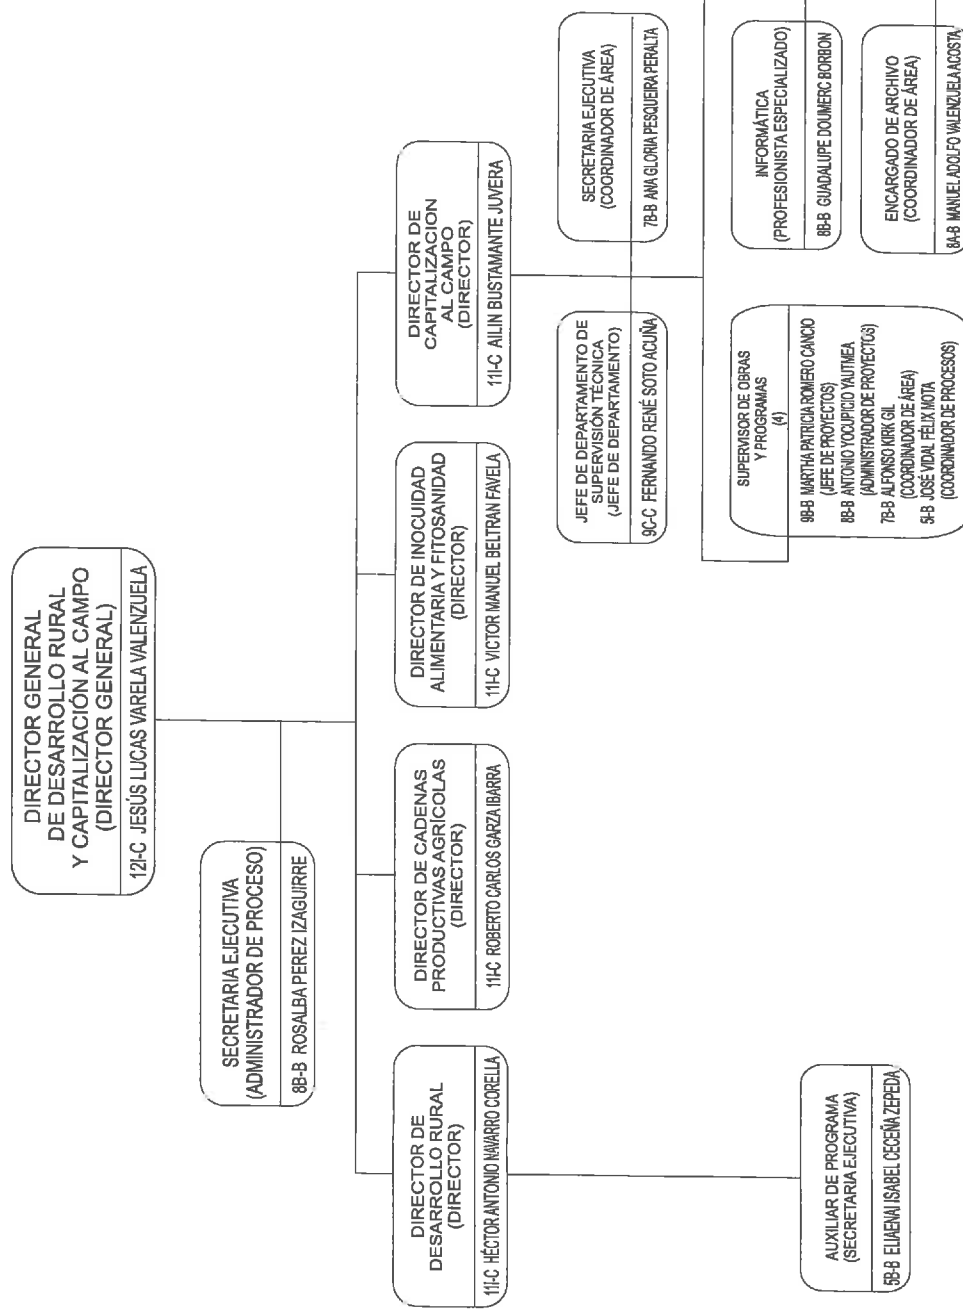 DIRECTOR GENERAL
DE DESARROLLO RURAL
Y CAPITALIZACIÓN AL CAMPO
(DIRECTOR GENERAL)
12I-C JESÚS LUCAS VARELA VALENZUELA
SECRETARIA EJECUTIVA
(ADMINISTRADOR DE PROCESO)
8B-B ROSALBA PEREZ IZAGUIRRE
DIRECTOR DE
DESARROLLO RURAL
(DIRECTOR)
11I-C HÉCTOR ANTONIO NAVARRO CORELLA
DIRECTOR DE CADENAS
PRODUCTIVAS AGRÍCOLAS
(DIRECTOR)
11I-C ROBERTO CARLOS GARZA IBARRA
DIRECTOR DE INOCUIDAD
ALIMENTARIA Y FITOSANIDAD
(DIRECTOR)
11I-C VICTOR MANUEL BELTRAN FAVELA
DIRECTOR DE
CAPITALIZACION
AL CAMPO
(DIRECTOR)
11I-C AILIN BUSTAMANTE JUVERA
JEFE DE DEPARTAMENTO DE
SUPERVISIÓN TÉCNICA
(JEFE DE DEPARTAMENTO)
9C-C FERNANDO RENÉ SOTO ACUÑA
SECRETARIA EJECUTIVA
(COORDINADOR DE ÁREA)
7B-B ANA GLORIA PESQUEIRA PERALTA
AUXILIAR DE PROGRAMA
(SECRETARIA EJECUTIVA)
5B-B ELIAENAI ISABEL CECEÑA ZEPEDA
SUPERVISOR DE OBRAS
Y PROGRAMAS
(4)
9B-B MARTHA PATRICIA ROMERO CANCIO
(JEFE DE PROYECTOS)
8B-B ANTONIO YOCUPICIO YAUTMEA
(ADMINISTRADOR DE PROYECTOS)
7B-B ALFONSO KIRK GIL
(COORDINADOR DE ÁREA)
5I-B JOSÉ VIDAL FÉLIX MOTA
(COORDINADOR DE PROCESOS)
INFORMÁTICA
(PROFESIONISTA ESPECIALIZADO)
8B-B GUADALUPE DOUMERC BORBON
ENCARGADO DE ARCHIVO
(COORDINADOR DE ÁREA)
8A-B MANUEL ADOLFO VALENZUELA ACOSTA